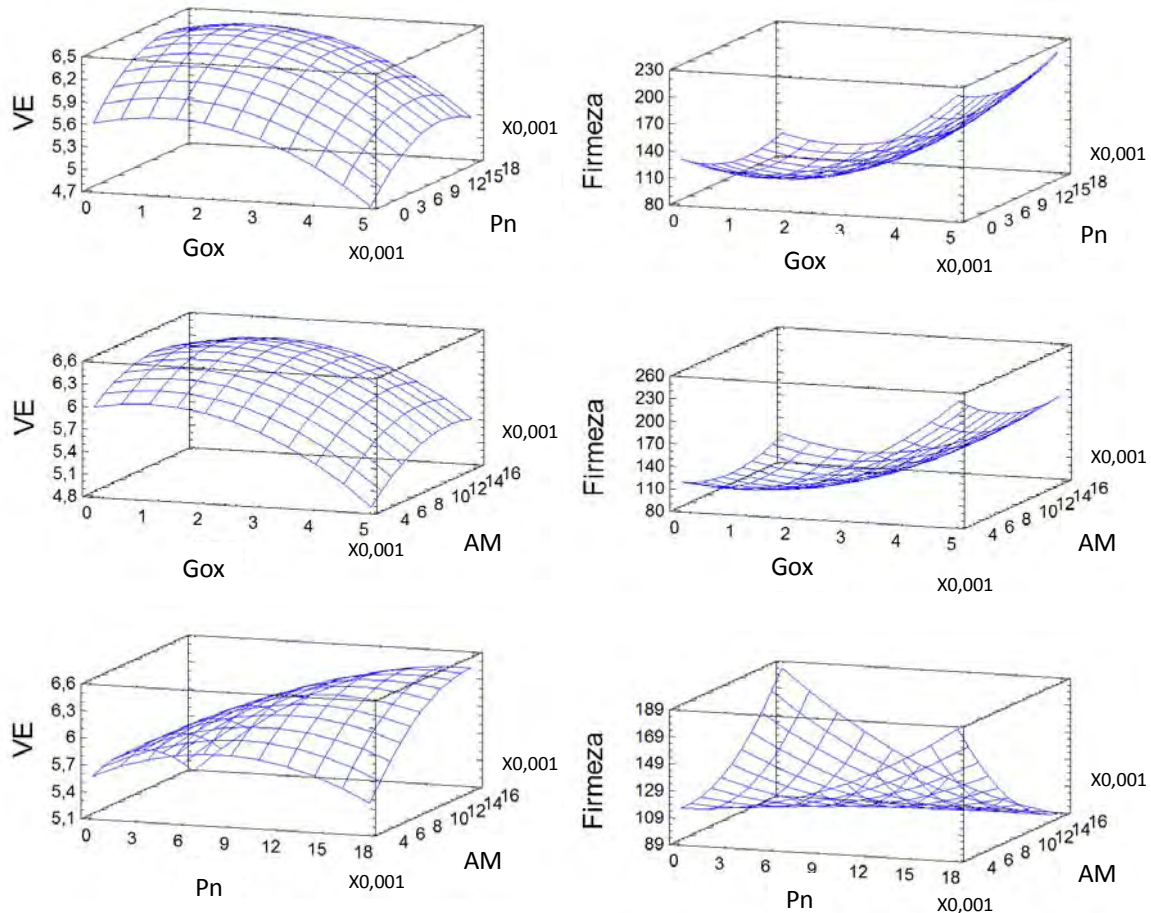 VE
6,5
6,2
5,9
5,6
5,3
5
4,7
0 1 2 3 4 5
Gox
X0,001
0 3 6 9 12 15 18
Pn
X0,001
Firmeza
230
200
170
140
110
80
0 1 2 3 4 5
Gox
X0,001
0 3 6 9 12 15 18
Pn
X0,001
VE
6,6
6,3
6
5,7
5,4
5,1
4,8
0 1 2 3 4 5
Gox
X0,001
4 6 8 10 12 14 16
AM
X0,001
Firmeza
260
230
200
170
140
110
80
0 1 2 3 4 5
Gox
X0,001
4 6 8 10 12 14 16
AM
X0,001
VE
6,6
6,3
6
5,7
5,4
5,1
0 3 6 9 12 15 18
Pn
X0,001
4 6 8 10 12 14 16
AM
X0,001
Firmeza
189
169
149
129
109
89
0 3 6 9 12 15 18
Pn
X0,001
4 6 8 10 12 14 16
AM
X0,001